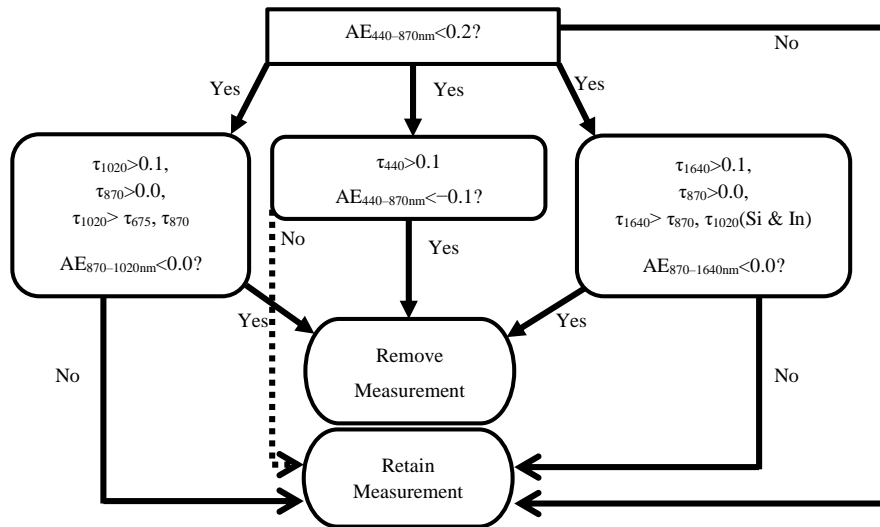 AE₄₄₀₋₈₇₀ₙₘ<0.2?
No
Yes
Yes
Yes
τ₁₀₂₀>0.1,
τ₈₇₀>0.0,
τ₁₀₂₀> τ₆₇₅, τ₈₇₀
AE₈₇₀₋₁₀₂₀ₙₘ<0.0?
τ₄₄₀>0.1
AE₄₄₀₋₈₇₀ₙₘ<−0.1?
τ₁₆₄₀>0.1,
τ₈₇₀>0.0,
τ₁₆₄₀> τ₈₇₀, τ₁₀₂₀(Si & In)
AE₈₇₀₋₁₆₄₀ₙₘ<0.0?
No
Yes
Yes
Yes
No
No
Remove
Measurement
Retain
Measurement